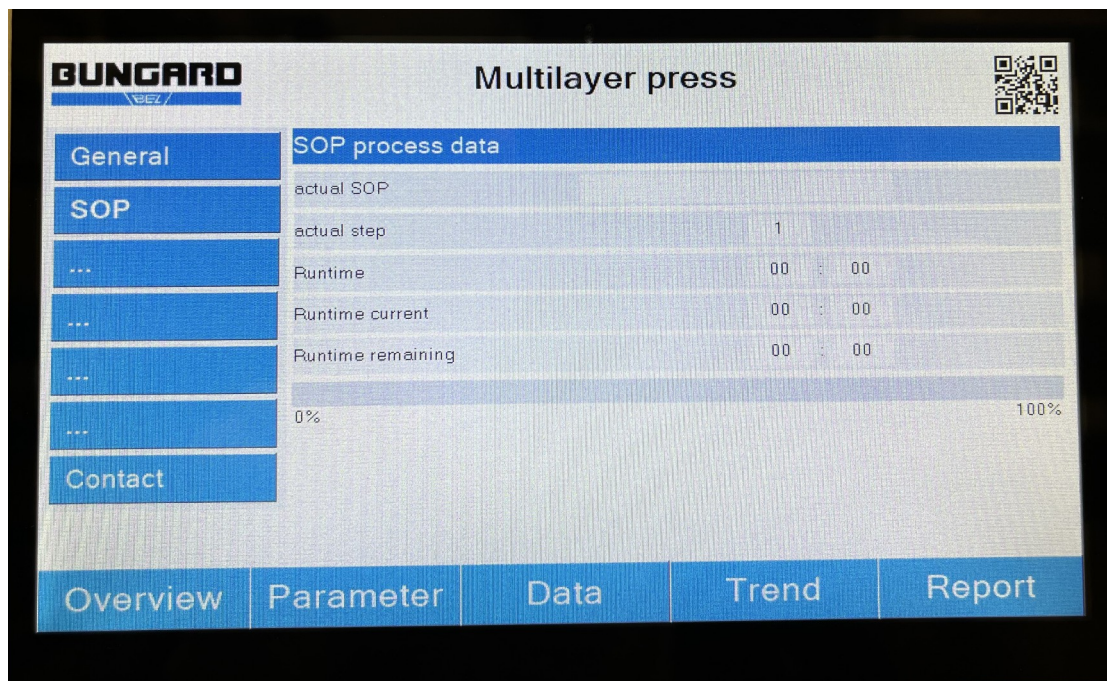 BUNGARD
BEZ
Multilayer press
General
SOP
...
...
...
...
Contact
SOP process data
actual SOP
actual step 1
Runtime 00 : 00
Runtime current 00 : 00
Runtime remaining 00 : 00
0% 100%
Overview Parameter Data Trend Report